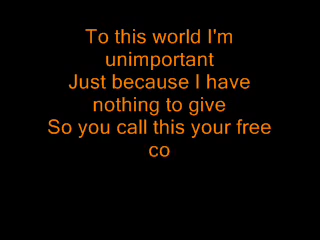 To this world I'm
unimportant
Just because I have
nothing to give
So you call this your free
co